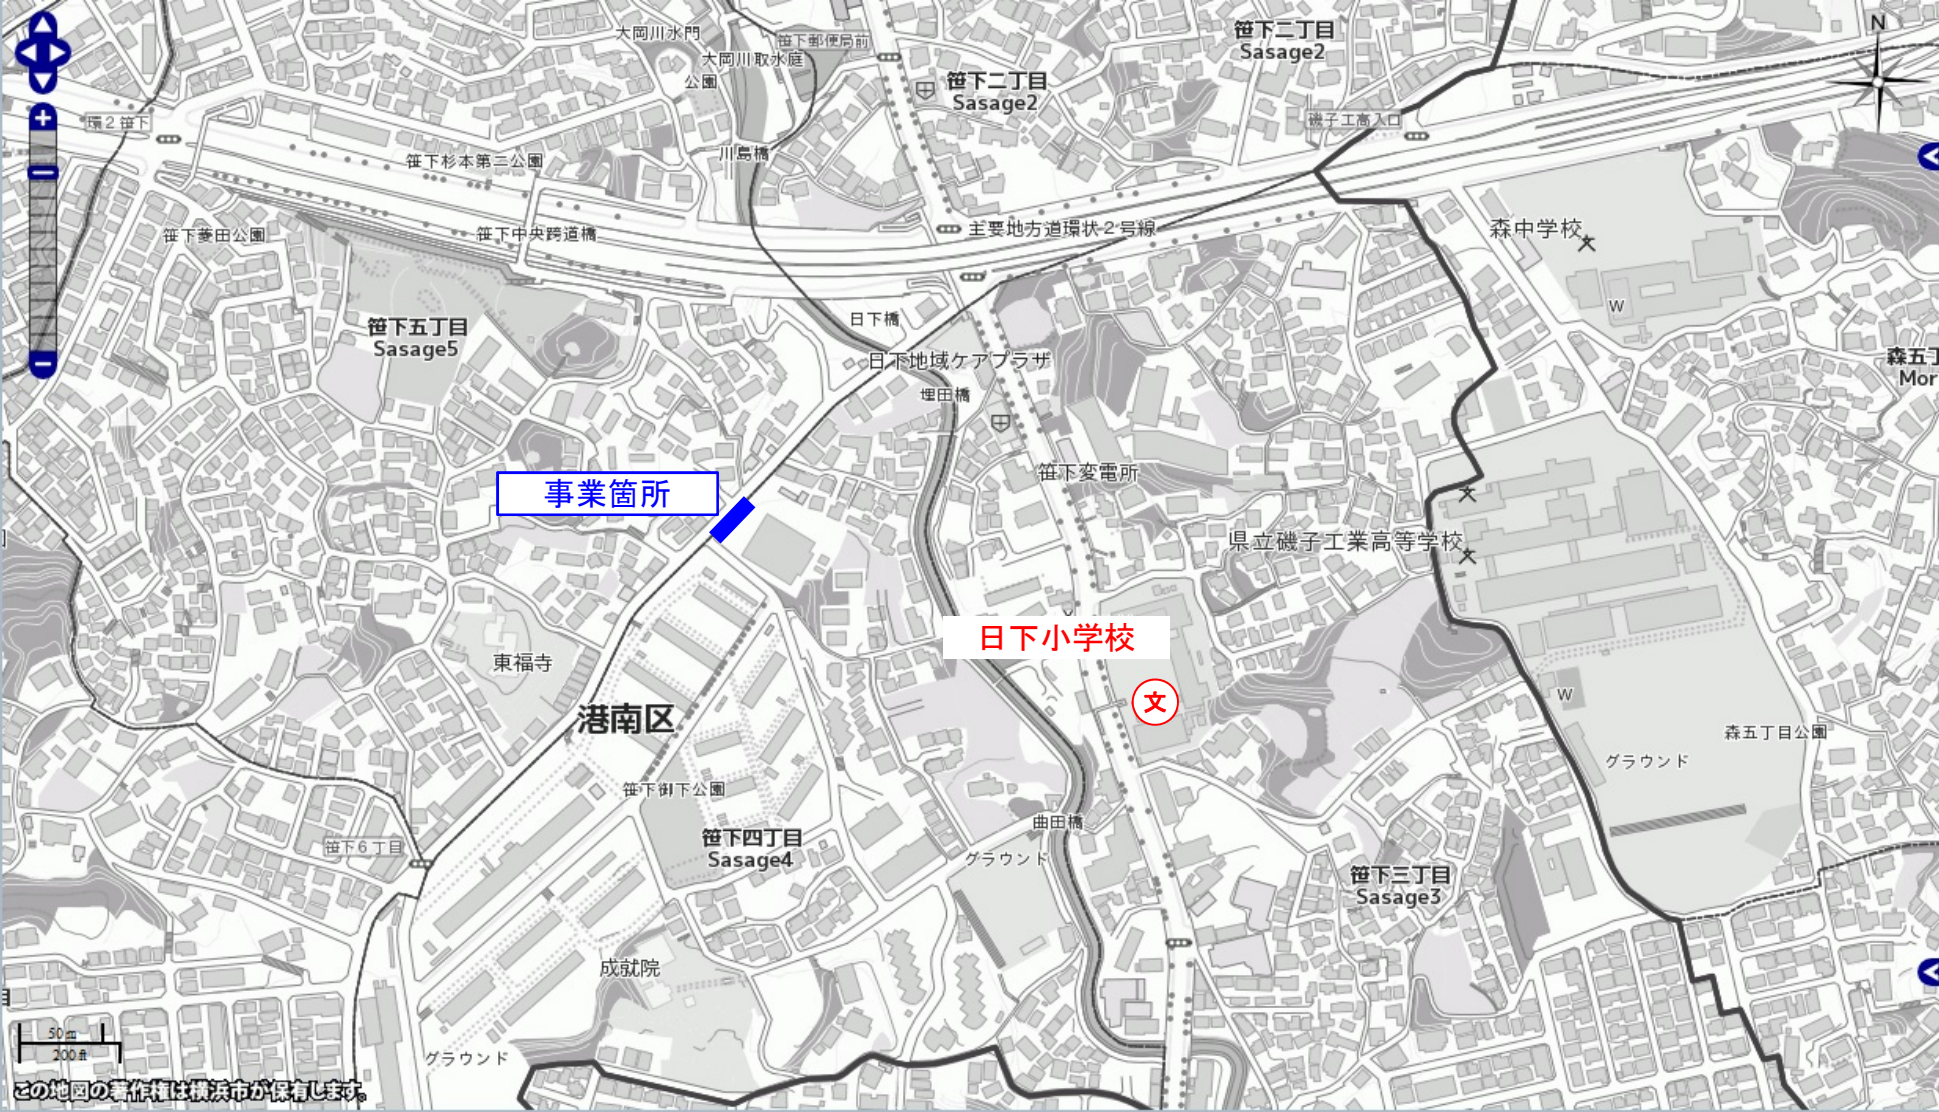 N
大岡川水門
笹下郵便局前
笹下二丁目
Sasage2
大岡川取水庭
公園
笹下二丁目
Sasage2
環２笹下
磯子工高入口
川島橋
笹下杉本第二公園
笹下菱田公園
笹下中央跨道橋
主要地方道環状２号線
森中学校
W
日下橋
笹下五丁目
Sasage5
日下地域ケアプラザ
埋田橋
森五丁
Mor
笹下変電所
事業箇所
県立磯子工業高等学校
日下小学校
文
東福寺
港南区
W
森五丁目公園
グラウンド
笹下御下公園
曲田橋
笹下四丁目
Sasage4
笹下６丁目
グラウンド
笹下三丁目
Sasage3
成就院
50 m
200 ft
グラウンド
この地図の著作権は横浜市が保有します。